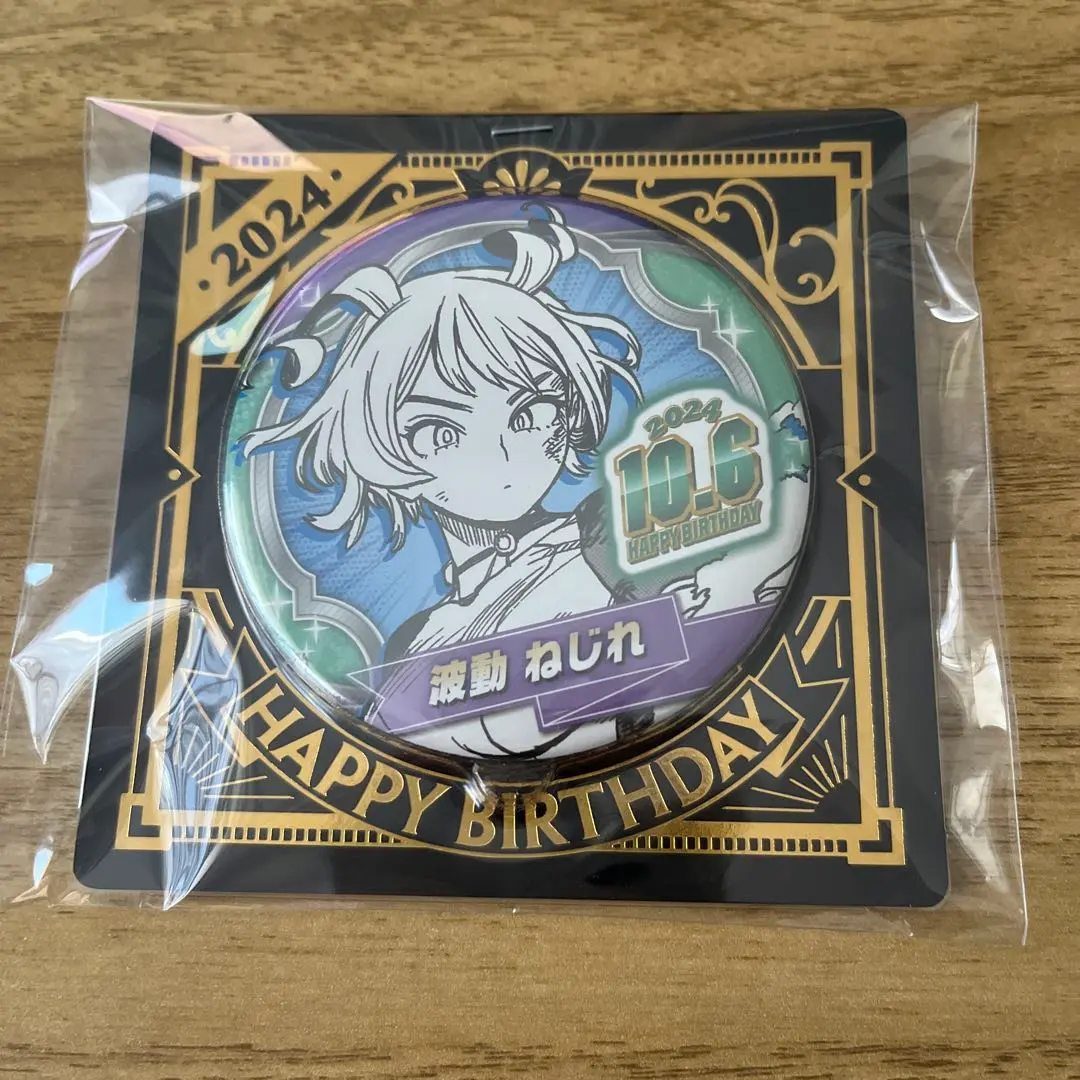 ·2024·
2024
10.6
HAPPY BIRTHDAY
波動 ねじれ
HAPPY BIRTHDAY